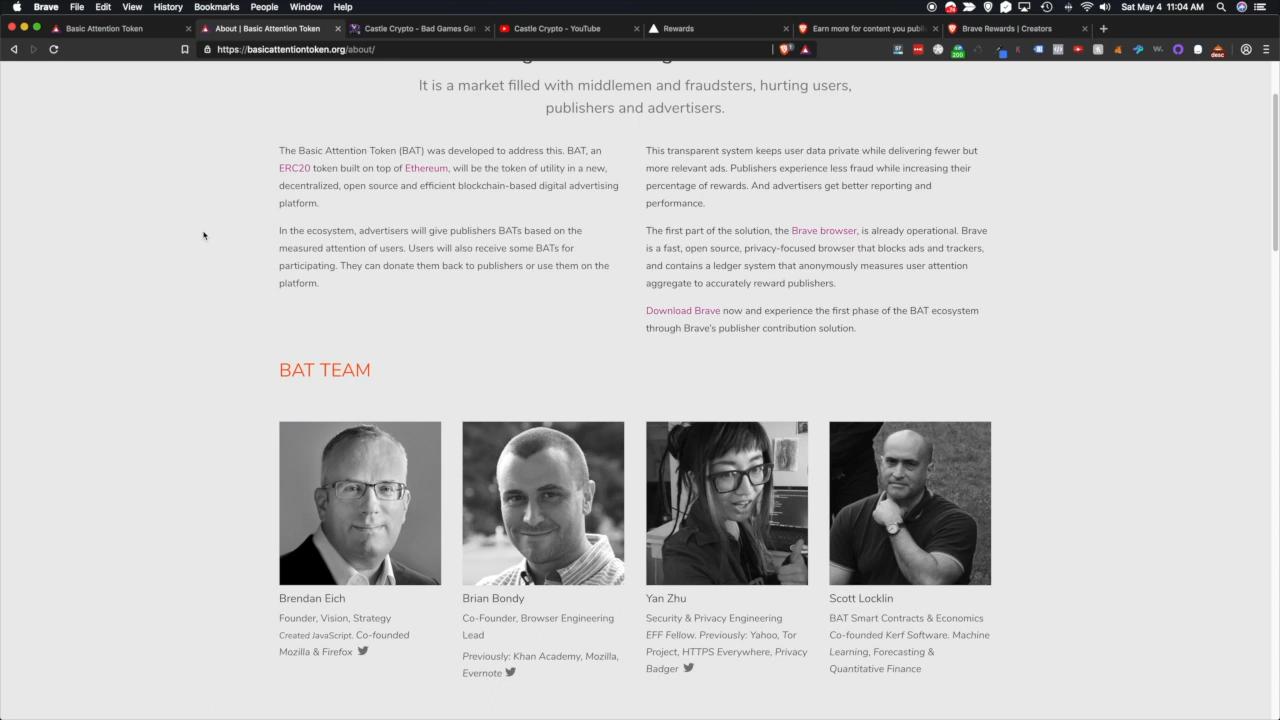 Brave File Edit View History Bookmarks People Window Help
Sat May 4 11:04 AM
Basic Attention Token
About | Basic Attention Token
Castle Crypto - Bad Games Get
Castle Crypto - YouTube
Rewards
Earn more for content you publi
Brave Rewards | Creators
https://basicattentiontoken.org/about/
It is a market filled with middlemen and fraudsters, hurting users,
publishers and advertisers.
The Basic Attention Token (BAT) was developed to address this. BAT, an
ERC20 token built on top of Ethereum, will be the token of utility in a new,
decentralized, open source and efficient blockchain-based digital advertising
platform.
In the ecosystem, advertisers will give publishers BATs based on the
measured attention of users. Users will also receive some BATs for
participating. They can donate them back to publishers or use them on the
platform.
This transparent system keeps user data private while delivering fewer but
more relevant ads. Publishers experience less fraud while increasing their
percentage of rewards. And advertisers get better reporting and
performance.
The first part of the solution, the Brave browser, is already operational. Brave
is a fast, open source, privacy-focused browser that blocks ads and trackers,
and contains a ledger system that anonymously measures user attention
aggregate to accurately reward publishers.
Download Brave now and experience the first phase of the BAT ecosystem
through Brave's publisher contribution solution.
BAT TEAM
Brendan Eich
Founder, Vision, Strategy
Created JavaScript. Co-founded
Mozilla & Firefox
Brian Bondy
Co-Founder, Browser Engineering
Lead
Previously: Khan Academy, Mozilla,
Evernote
Yan Zhu
Security & Privacy Engineering
EFF Fellow. Previously: Yahoo, Tor
Project, HTTPS Everywhere, Privacy
Badger
Scott Locklin
BAT Smart Contracts & Economics
Co-founded Kerf Software. Machine
Learning, Forecasting &
Quantitative Finance